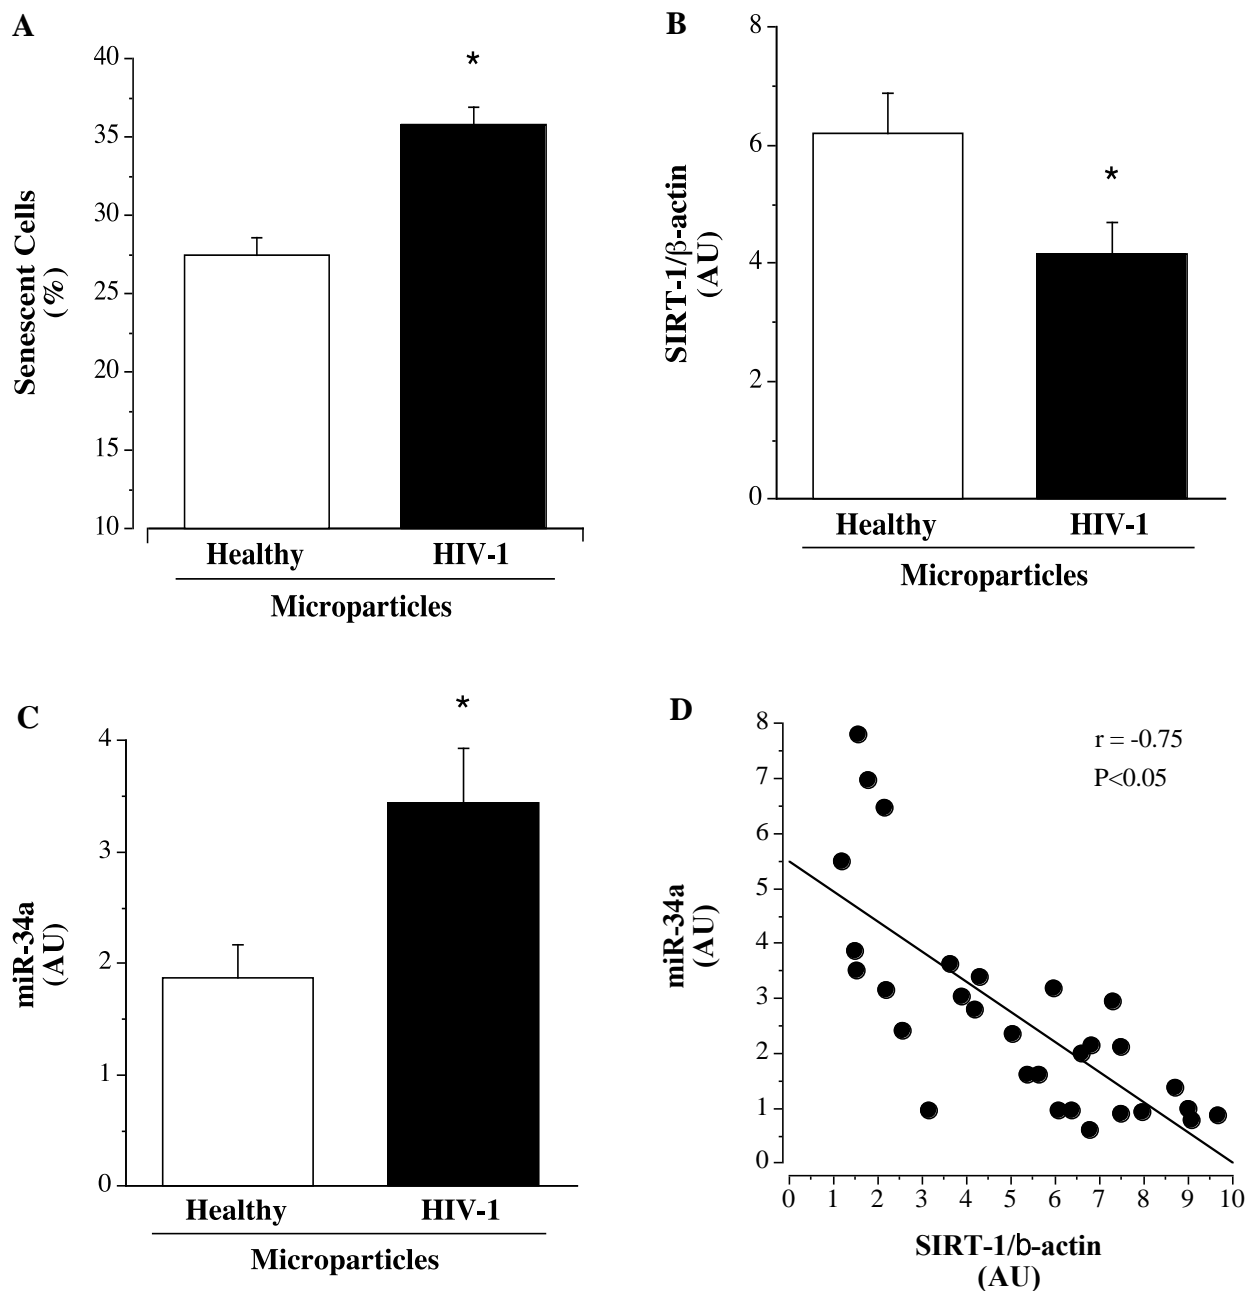 A
40
35
30
25
20
15
10
Senescent Cells
(%)
*
Healthy HIV-1
Microparticles
B
8
6
4
2
0
SIRT-1/β-actin
(AU)
*
Healthy HIV-1
Microparticles
C
4
3
2
1
0
miR-34a
(AU)
*
Healthy HIV-1
Microparticles
D
8
7
6
5
4
3
2
1
0
miR-34a
(AU)
r = -0.75
P<0.05
0 1 2 3 4 5 6 7 8 9 10
SIRT-1/b-actin
(AU)